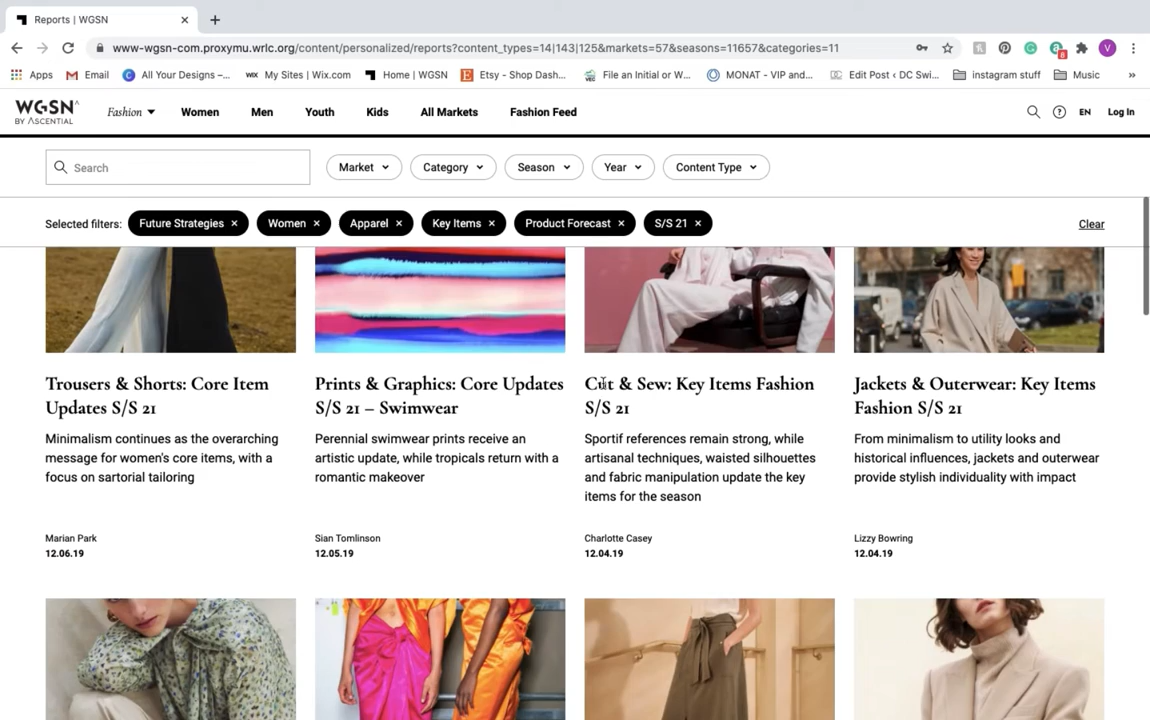 Reports | WGSN
www-wgsn-com.proxymu.wrlc.org/content/personalized/reports?content_types=14|143|125&markets=57&seasons=11657&categories=11
8
V
Apps Email All Your Designs –... WIX My Sites | Wix.com Home | WGSN Etsy - Shop Dash... File an Initial or W... MONAT - VIP and... Edit Post ‹ DC Swi... instagram stuff Music »
WGSN
BY ASCENTIAL
Fashion Women Men Youth Kids All Markets Fashion Feed EN Log In
Search Market Category Season Year Content Type
Selected filters: Future Strategies × Women × Apparel × Key Items × Product Forecast × S/S 21 × Clear
Trousers & Shorts: Core Item
Updates S/S 21
Minimalism continues as the overarching
message for women's core items, with a
focus on sartorial tailoring
Marian Park
12.06.19
Prints & Graphics: Core Updates
S/S 21 – Swimwear
Perennial swimwear prints receive an
artistic update, while tropicals return with a
romantic makeover
Sian Tomlinson
12.05.19
Cut & Sew: Key Items Fashion
S/S 21
Sportif references remain strong, while
artisanal techniques, waisted silhouettes
and fabric manipulation update the key
items for the season
Charlotte Casey
12.04.19
Jackets & Outerwear: Key Items
Fashion S/S 21
From minimalism to utility looks and
historical influences, jackets and outerwear
provide stylish individuality with impact
Lizzy Bowring
12.04.19